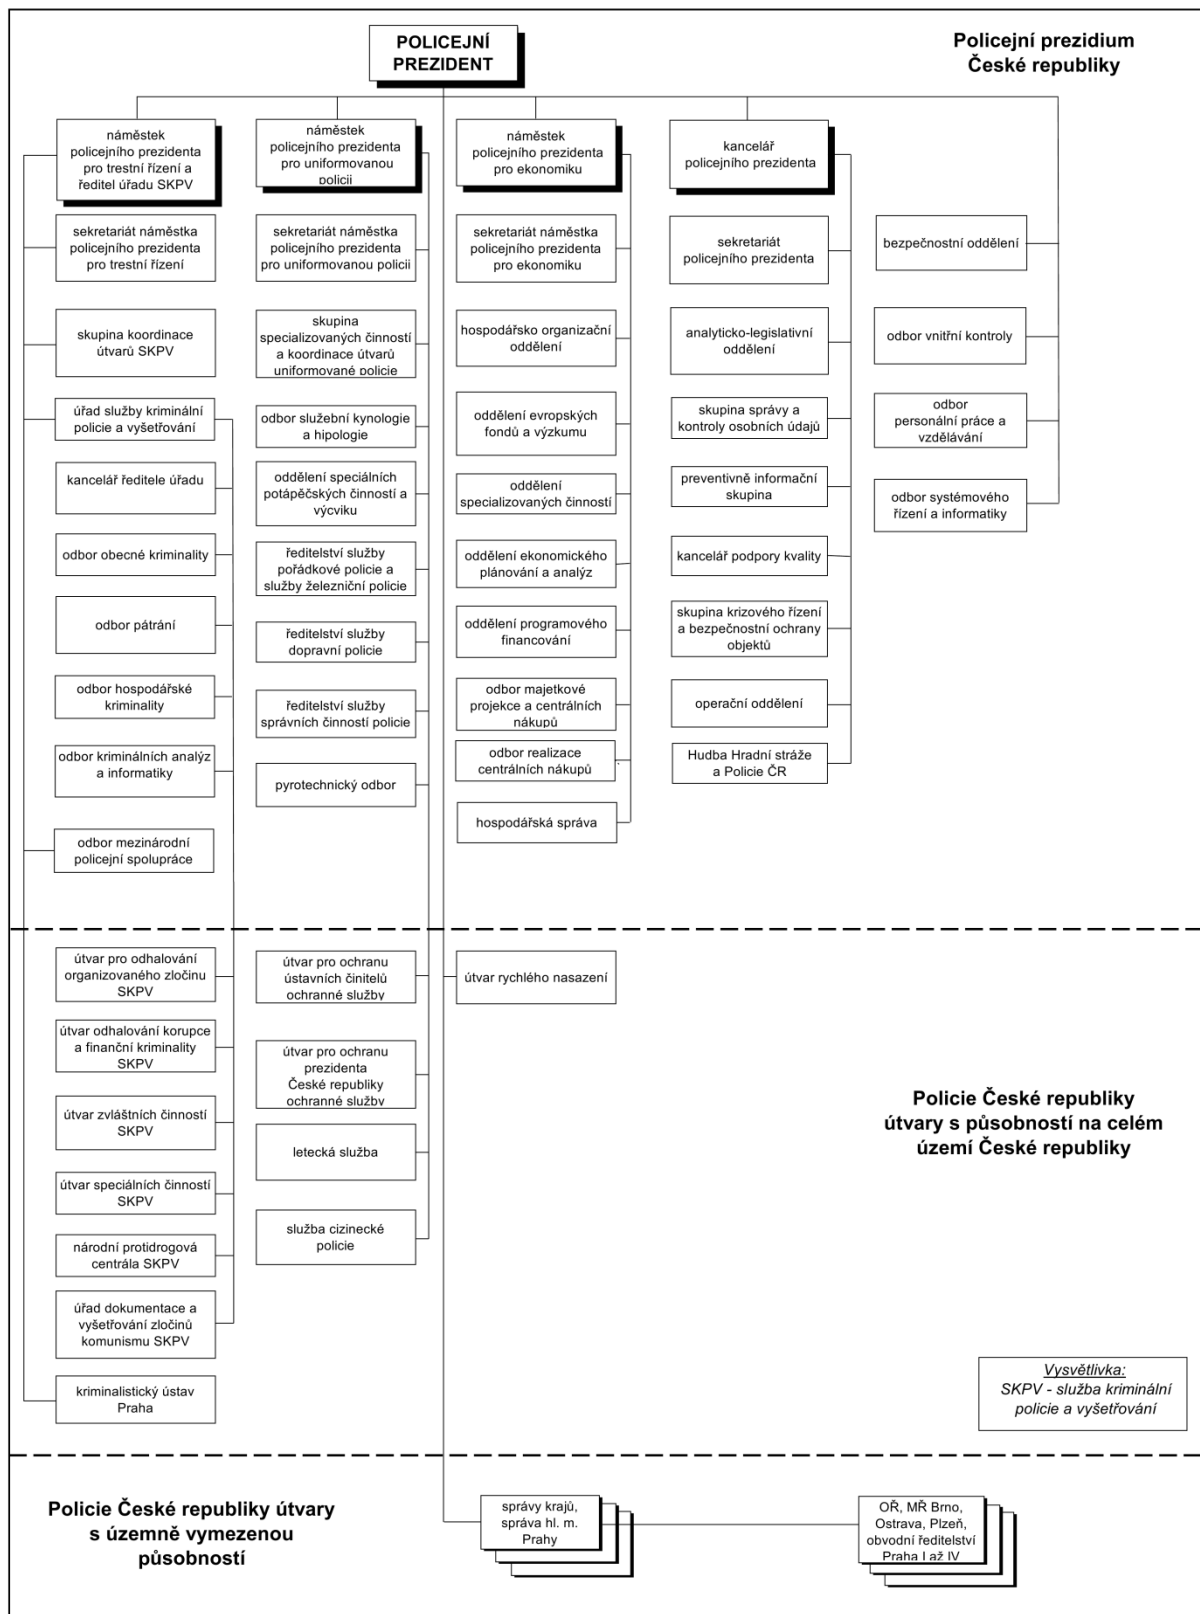 POLICEJNÍ
PREZIDENT
Policejní prezidium
České republiky
náměstek
policejního prezidenta
pro trestní řízení a
ředitel úřadu SKPV
sekretariát náměstka
policejního prezidenta
pro trestní řízení
skupina koordinace
útvarů SKPV
úřad služby kriminální
policie a vyšetřování
kancelář ředitele úřadu
odbor obecné kriminality
odbor pátrání
odbor hospodářské
kriminality
odbor kriminálních analýz
a informatiky
odbor mezinárodní
policejní spolupráce
náměstek
policejního prezidenta
pro uniformovanou
policii
sekretariát náměstka
policejního prezidenta
pro uniformovanou policii
skupina
specializovaných činností
a koordinace útvarů
uniformované policie
odbor služební kynologie
a hipologie
oddělení speciálních
potápěčských činností a
výcviku
ředitelství služby
pořádkové policie a
služby železniční policie
ředitelství služby
dopravní policie
ředitelství služby
správních činností policie
pyrotechnický odbor
náměstek
policejního prezidenta
pro ekonomiku
sekretariát náměstka
policejního prezidenta
pro ekonomiku
hospodářsko organizační
oddělení
oddělení evropských
fondů a výzkumu
oddělení
specializovaných činností
oddělení ekonomického
plánování a analýz
oddělení programového
financování
odbor majetkové
projekce a centrálních
nákupů
odbor realizace
centrálních nákupů
hospodářská správa
kancelář
policejního prezidenta
sekretariát
policejního prezidenta
analyticko-legislativní
oddělení
skupina správy a
kontroly osobních údajů
preventivně informační
skupina
kancelář podpory kvality
skupina krizového řízení
a bezpečnostní ochrany
objektů
operační oddělení
Hudba Hradní stráže
a Policie ČR
bezpečnostní oddělení
odbor vnitřní kontroly
odbor
personální práce a
vzdělávání
odbor systémového
řízení a informatiky
útvar pro odhalování
organizovaného zločinu
SKPV
útvar odhalování korupce
a finanční kriminality
SKPV
útvar zvláštních činností
SKPV
útvar speciálních činností
SKPV
národní protidrogová
centrála SKPV
úřad dokumentace a
vyšetřování zločinů
komunismu SKPV
kriminalistický ústav
Praha
útvar pro ochranu
ústavních činitelů
ochranné služby
útvar pro ochranu
prezidenta
České republiky
ochranné služby
letecká služba
služba cizinecké
policie
útvar rychlého nasazení
Policie České republiky
útvary s působností na celém
území České republiky
Vysvětlivka:
SKPV - služba kriminální
policie a vyšetřování
Policie České republiky útvary
s územně vymezenou
působností
správy krajů,
správa hl. m.
Prahy
OŘ, MŘ Brno,
Ostrava, Plzeň,
obvodní ředitelství
Praha I až IV